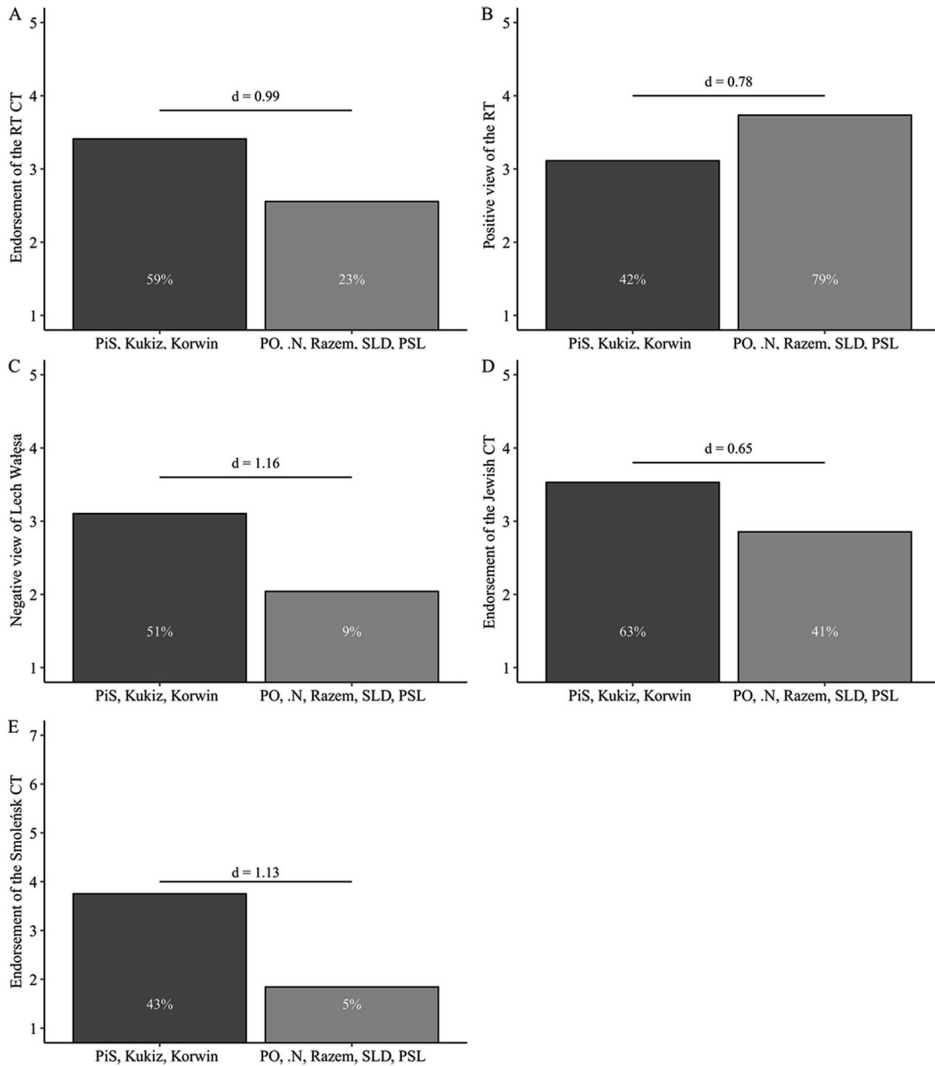 A
Endorsement of the RT CT
5
4
3
2
1
d = 0.99
59%
23%
PiS, Kukiz, Korwin
PO, .N, Razem, SLD, PSL
B
Positive view of the RT
5
4
3
2
1
d = 0.78
42%
79%
PiS, Kukiz, Korwin
PO, .N, Razem, SLD, PSL
C
Negative view of Lech Wałęsa
5
4
3
2
1
d = 1.16
51%
9%
PiS, Kukiz, Korwin
PO, .N, Razem, SLD, PSL
D
Endorsement of the Jewish CT
5
4
3
2
1
d = 0.65
63%
41%
PiS, Kukiz, Korwin
PO, .N, Razem, SLD, PSL
E
Endorsement of the Smoleńsk CT
7
6
5
4
3
2
1
d = 1.13
43%
5%
PiS, Kukiz, Korwin
PO, .N, Razem, SLD, PSL